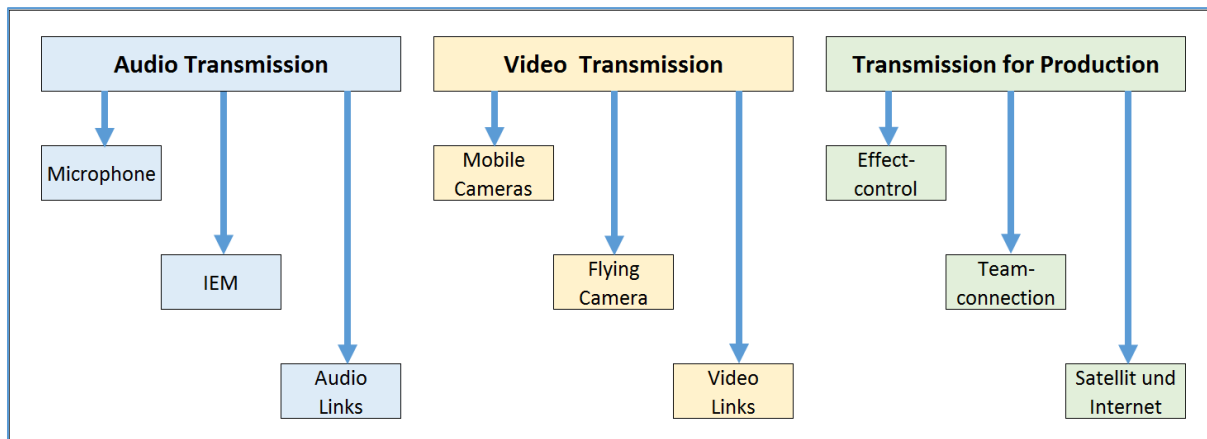 Audio Transmission
Video Transmission
Transmission for Production
Microphone
Mobile
Cameras
Effect-
control
IEM
Flying
Camera
Team-
connection
Audio
Links
Video
Links
Satellit und
Internet